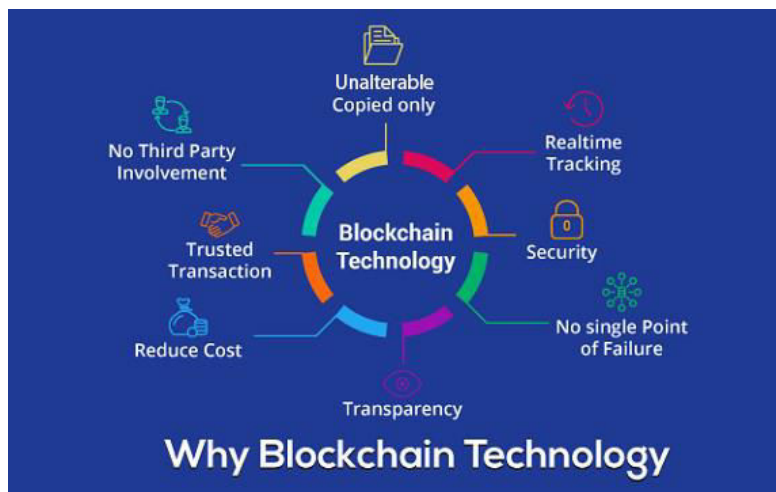 Unalterable
Copied only
Realtime
Tracking
Security
No single Point
of Failure
Transparency
Reduce Cost
Trusted
Transaction
No Third Party
Involvement
Blockchain
Technology
Why Blockchain Technology